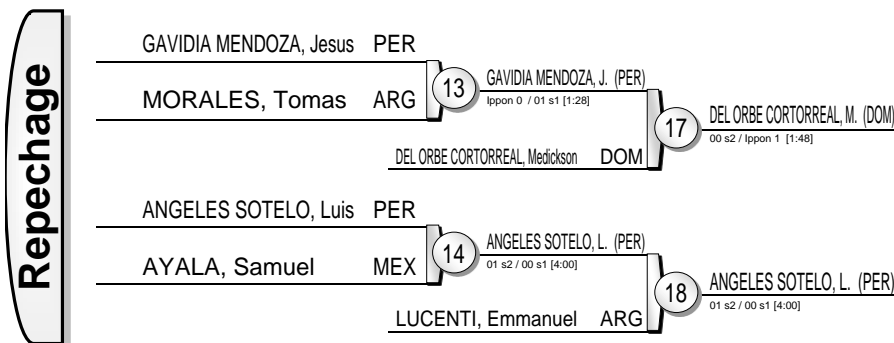 Repechage
GAVIDIA MENDOZA, Jesus PER
MORALES, Tomas ARG
13
GAVIDIA MENDOZA, J. (PER)
Ippon 0 / 01 s1 [1:28]
DEL ORBE CORTORREAL, Medickson DOM
17
DEL ORBE CORTORREAL, M. (DOM)
00 s2 / Ippon 1 [1:48]
ANGELES SOTELO, Luis PER
AYALA, Samuel MEX
14
ANGELES SOTELO, L. (PER)
01 s2 / 00 s1 [4:00]
LUCENTI, Emmanuel ARG
18
ANGELES SOTELO, L. (PER)
01 s2 / 00 s1 [4:00]